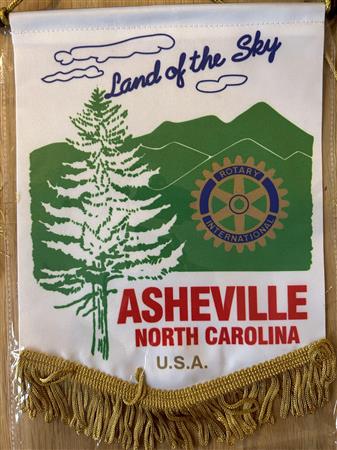 Land of the Sky
ROTARY
INTERNATIONAL
ASHEVILLE
NORTH CAROLINA
U.S.A.